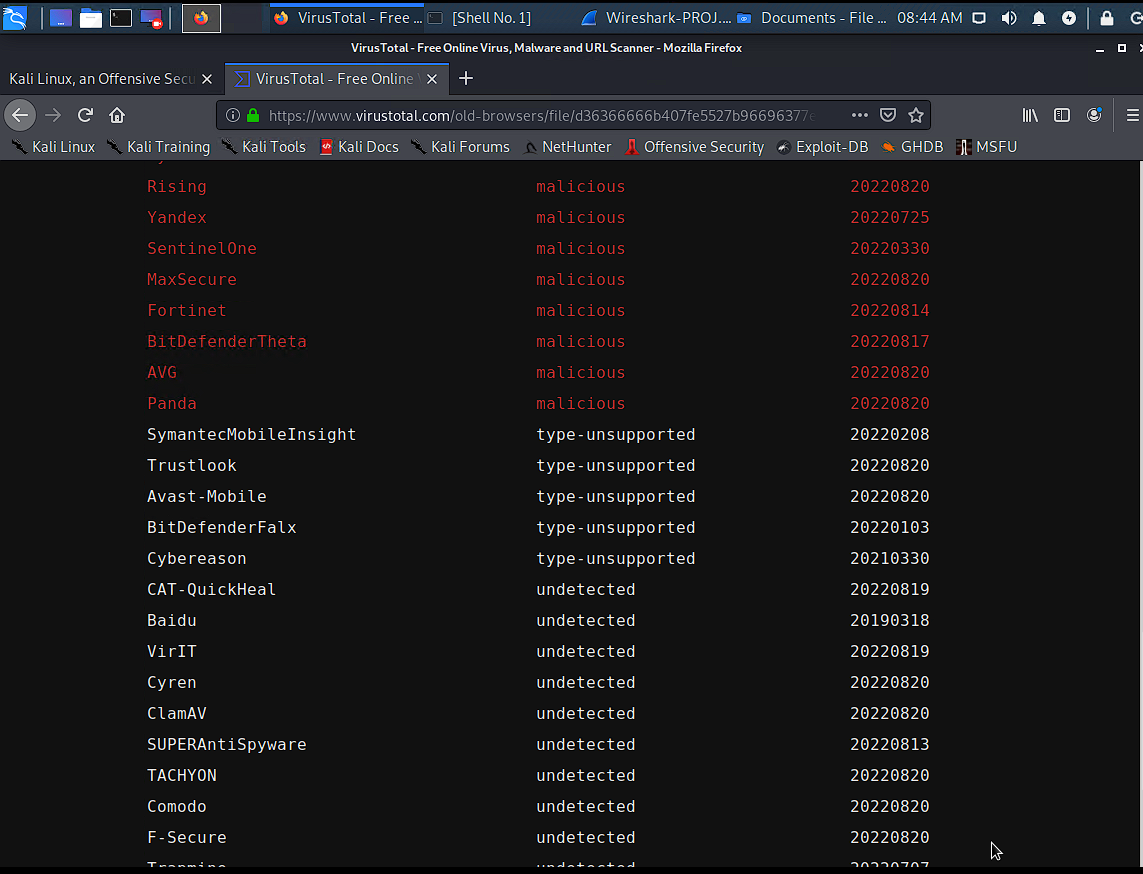 VirusTotal - Free ... [Shell No. 1] Wireshark-PROJ.... Documents - File ... 08:44 AM
VirusTotal - Free Online Virus, Malware and URL Scanner - Mozilla Firefox
Kali Linux, an Offensive Secu VirusTotal - Free Online
https://www.virustotal.com/old-browsers/file/d36366666b407fe5527b96696377e
Kali Linux Kali Training Kali Tools Kali Docs Kali Forums NetHunter Offensive Security Exploit-DB GHDB MSFU
Rising malicious 20220820
Yandex malicious 20220725
SentinelOne malicious 20220330
MaxSecure malicious 20220820
Fortinet malicious 20220814
BitDefenderTheta malicious 20220817
AVG malicious 20220820
Panda malicious 20220820
SymantecMobileInsight type-unsupported 20220208
Trustlook type-unsupported 20220820
Avast-Mobile type-unsupported 20220820
BitDefenderFalx type-unsupported 20220103
Cybereason type-unsupported 20210330
CAT-QuickHeal undetected 20220819
Baidu undetected 20190318
VirIT undetected 20220819
Cyren undetected 20220820
ClamAV undetected 20220820
SUPERAntiSpyware undetected 20220813
TACHYON undetected 20220820
Comodo undetected 20220820
F-Secure undetected 20220820
Trapmine undetected 20220707